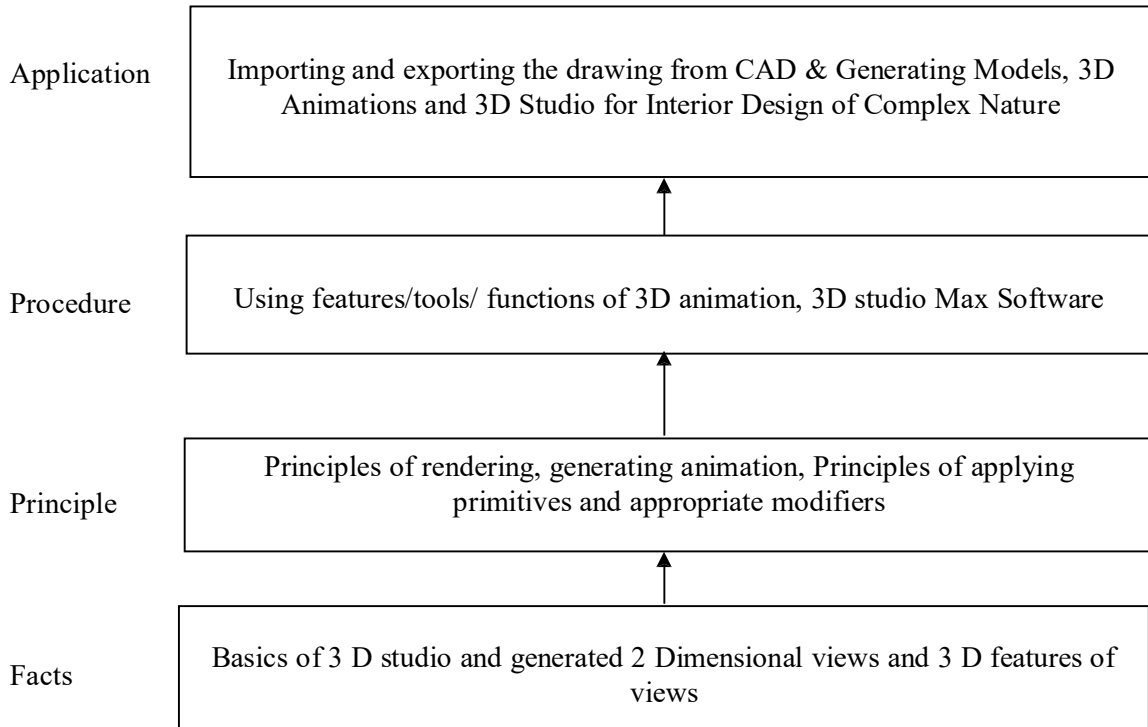 Application
Importing and exporting the drawing from CAD & Generating Models, 3D
Animations and 3D Studio for Interior Design of Complex Nature
Procedure
Using features/tools/ functions of 3D animation, 3D studio Max Software
Principle
Principles of rendering, generating animation, Principles of applying
primitives and appropriate modifiers
Facts
Basics of 3 D studio and generated 2 Dimensional views and 3 D features of
views